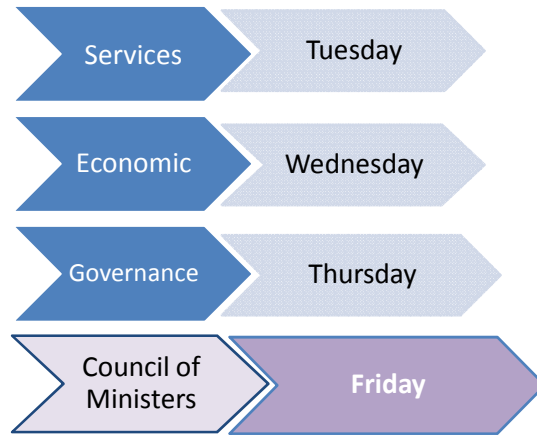 Services
Tuesday
Economic
Wednesday
Governance
Thursday
Council of
Ministers
Friday